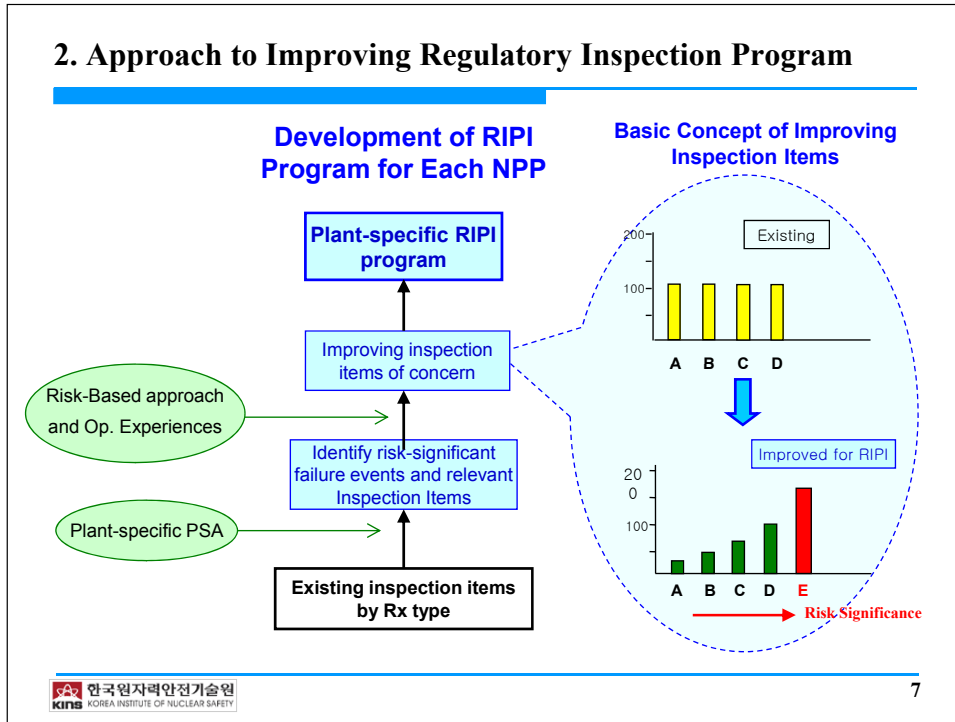 2. Approach to Improving Regulatory Inspection Program
Development of RIPI
Program for Each NPP
Plant-specific RIPI
program
Improving inspection
items of concern
Risk-Based approach
and Op. Experiences
Identify risk-significant
failure events and relevant
Inspection Items
Plant-specific PSA
Existing inspection items
by Rx type
Basic Concept of Improving
Inspection Items
200
Existing
100
A B C D
Improved for RIPI
20
0
100
A B C D E
Risk Significance
KINS 한국원자력안전기술원
KOREA INSTITUTE OF NUCLEAR SAFETY
7